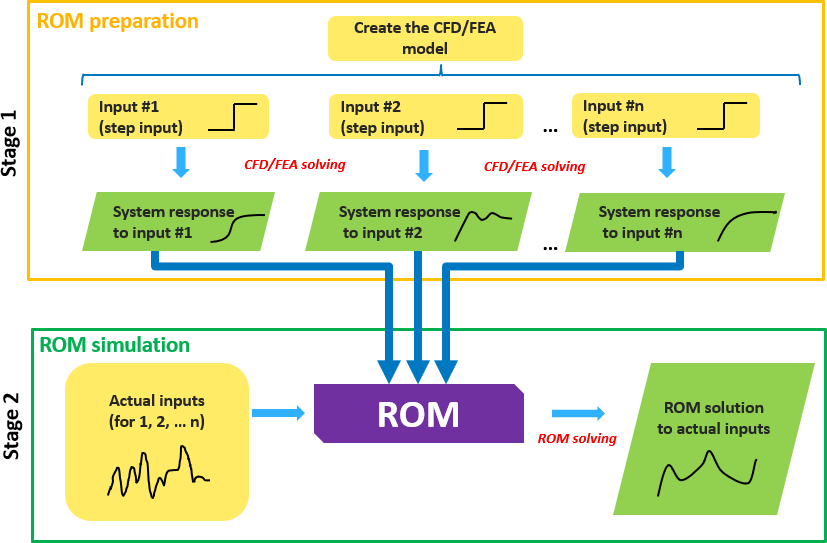 ROM preparation
Create the CFD/FEA
model
Stage 1
Input #1
(step input)
Input #2
(step input)
...
Input #n
(step input)
CFD/FEA solving
CFD/FEA solving
System response
to input #1
System response
to input #2
...
System response
to input #n
ROM simulation
Stage 2
Actual inputs
(for 1, 2, ... n)
ROM
ROM solving
ROM solution
to actual inputs